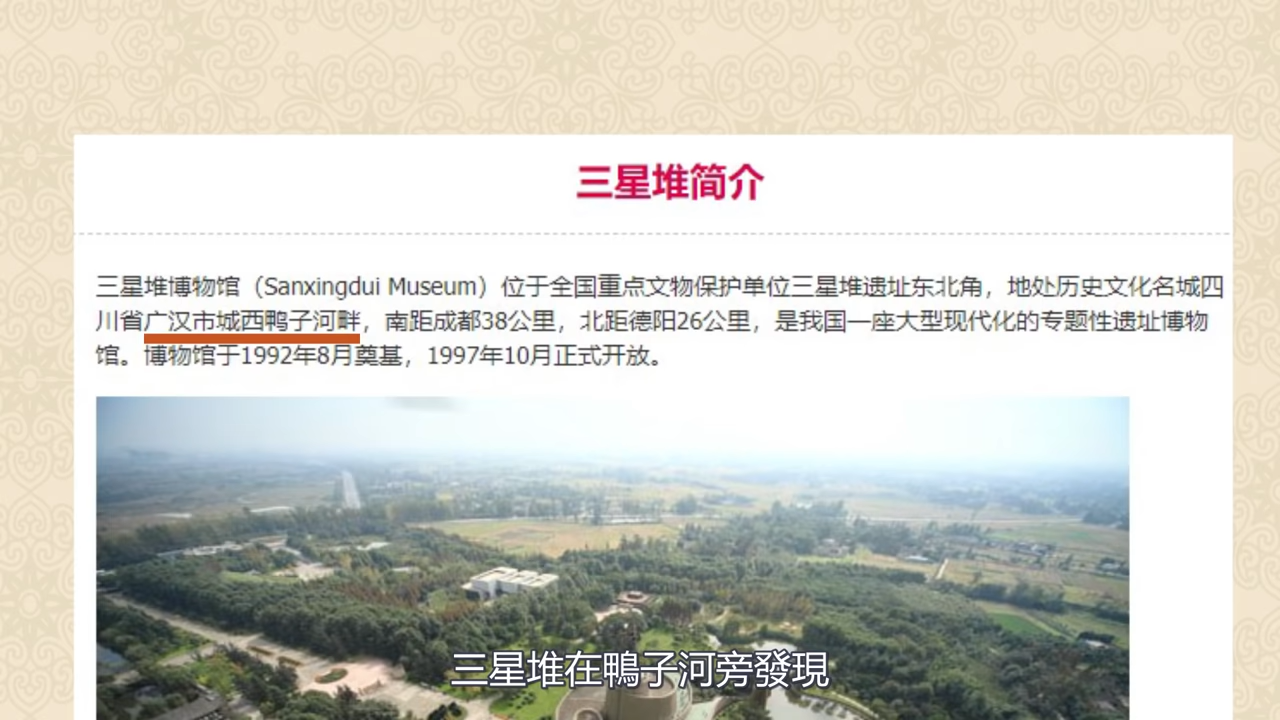 三星堆简介
三星堆博物馆（Sanxingdui Museum）位于全国重点文物保护单位三星堆遗址东北角，地处历史文化名城四
川省广汉市城西鸭子河畔，南距成都38公里，北距德阳26公里，是我国一座大型现代化的专题性遗址博物
馆。博物馆于1992年8月奠基，1997年10月正式开放。
三星堆在鴨子河旁發現